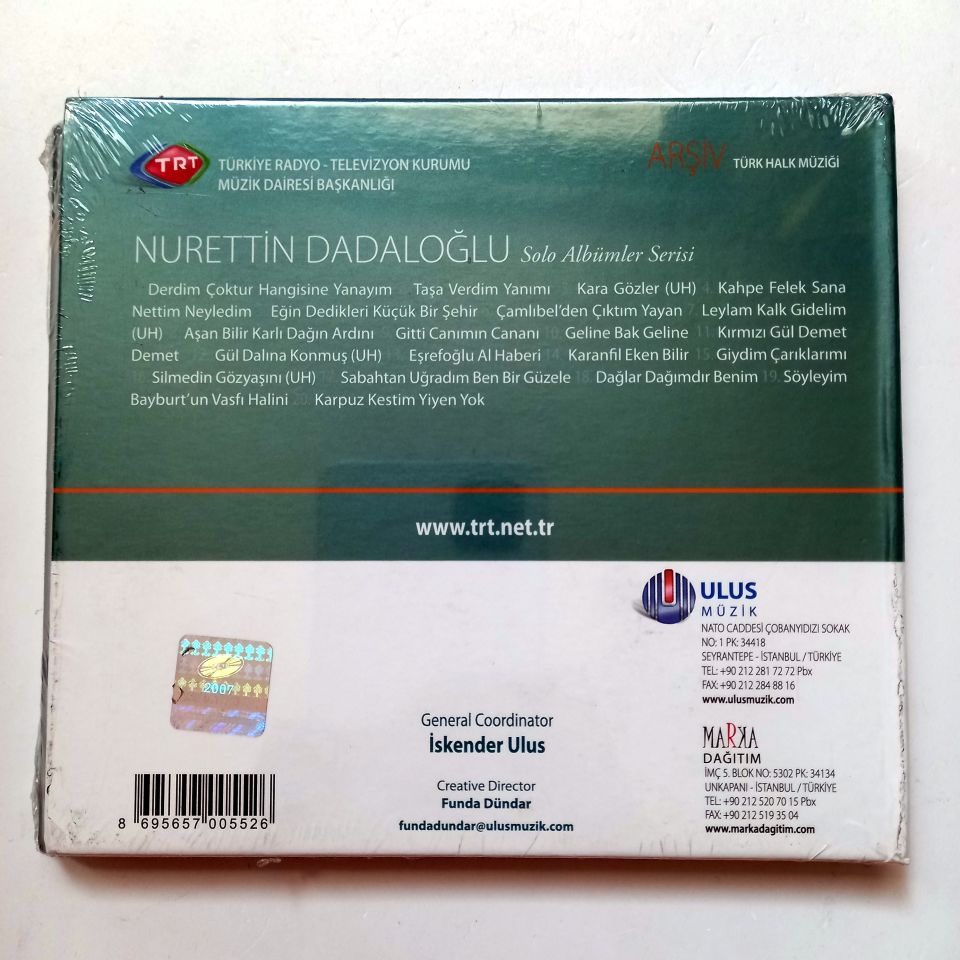 TRT
TÜRKİYE RADYO - TELEVİZYON KURUMU
MÜZİK DAİRESİ BAŞKANLIĞI
ARŞİV TÜRK HALK MÜZİĞİ
NURETTİN DADALOĞLU Solo Albümler Serisi
Derdim Çoktur Hangisine Yanayım Taşa Verdim Yanımı Kara Gözler (UH) 4. Kahpe Felek Sana
Nettim Neyledim Eğin Dedikleri Küçük Bir Şehir Çamlıbel'den Çıktım Yayan 7. Leylam Kalk Gidelim
(UH) Aşan Bilir Karlı Dağın Ardını 9. Gitti Canımın Cananı 10. Geline Bak Geline 11. Kırmızı Gül Demet
Demet 12. Gül Dalına Konmuş (UH) 13. Eşrefoğlu Al Haberi 14. Karanfil Eken Bilir 15. Giydim Çarıklarımı
16. Silmedin Gözyaşını (UH) 17. Sabahtan Uğradım Ben Bir Güzele 18. Dağlar Dağımdır Benim 19. Söyleyim
Bayburt'un Vasfı Halini 20. Karpuz Kestim Yiyen Yok
www.trt.net.tr
ULUS
MÜZİK
NATO CADDESİ ÇOBANYIDIZI SOKAK
NO: 1 PK: 34418
SEYRANTEPE - İSTANBUL / TÜRKİYE
TEL: +90 212 281 72 72 Pbx
FAX: +90 212 284 88 16
www.ulusmuzik.com
2007
General Coordinator
İskender Ulus
Creative Director
Funda Dündar
fundadundar@ulusmuzik.com
MARKA
DAĞITIM
İMÇ 5. BLOK NO: 5302 PK: 34134
UNKAPANI - İSTANBUL / TÜRKİYE
TEL: +90 212 520 70 15 Pbx
FAX: +90 212 519 35 04
www.markadagitim.com
8 695657 005526